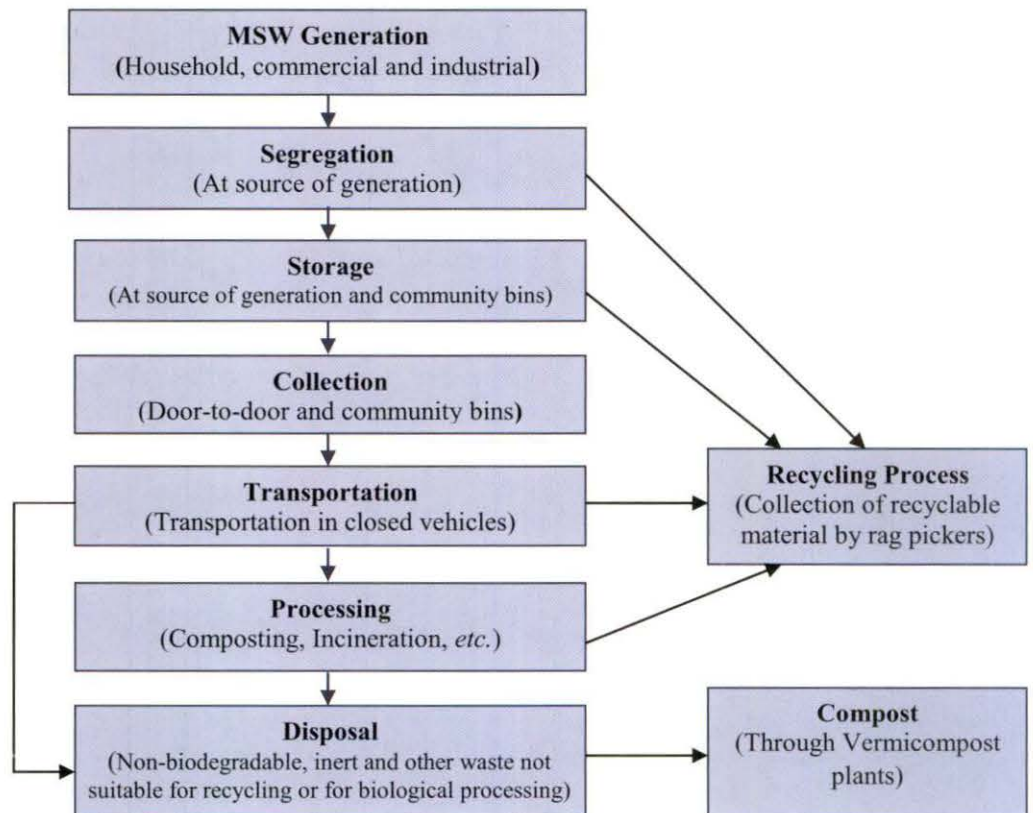 MSW Generation
(Household, commercial and industrial)
Segregation
(At source of generation)
Storage
(At source of generation and community bins)
Collection
(Door-to-door and community bins)
Transportation
(Transportation in closed vehicles)
Processing
(Composting, Incineration, etc.)
Disposal
(Non-biodegradable, inert and other waste not
suitable for recycling or for biological processing)
Recycling Process
(Collection of recyclable
material by rag pickers)
Compost
(Through Vermicompost
plants)